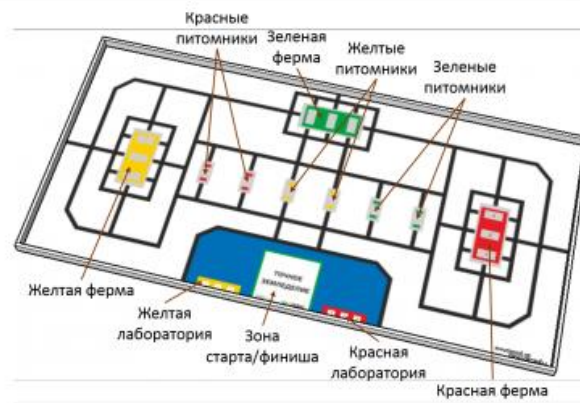 Красные
питомники
Зеленая
ферма
Желтые
питомники
Зеленые
питомники
ТОЧНОЕ
ЗЕМЛЕДЕЛИЕ
Желтая ферма
Желтая
лаборатория
Зона
старта/финиша
Красная
лаборатория
Красная ферма